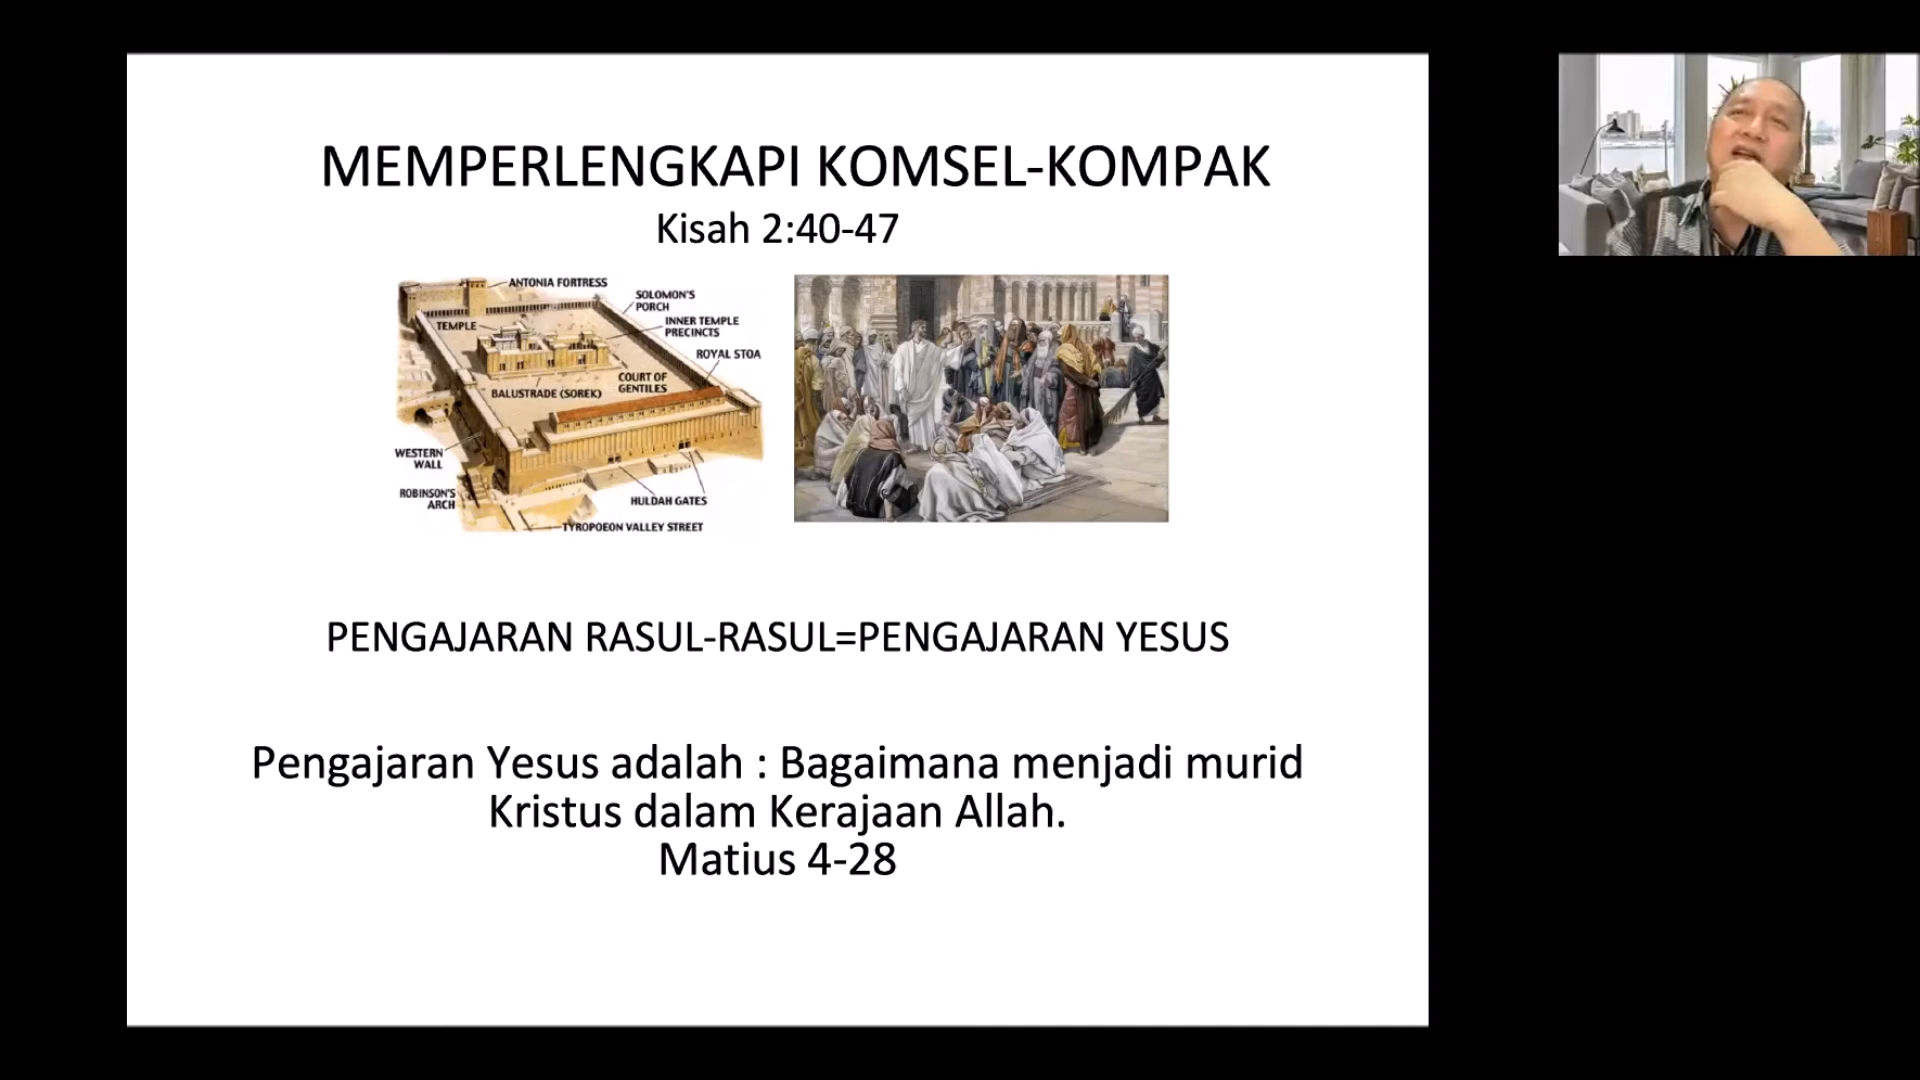 MEMPERLENGKAPI KOMSEL-KOMPAK
Kisah 2:40-47
ANTONIA FORTRESS
SOLOMON'S
PORCH
TEMPLE
INNER TEMPLE
PRECINCTS
ROYAL STOA
COURT OF
GENTILES
BALUSTRADE (SOREK)
WESTERN
WALL
ROBINSON'S
ARCH
HULDAH GATES
TYROPOEON VALLEY STREET
PENGAJARAN RASUL-RASUL=PENGAJARAN YESUS
Pengajaran Yesus adalah : Bagaimana menjadi murid
Kristus dalam Kerajaan Allah.
Matius 4-28